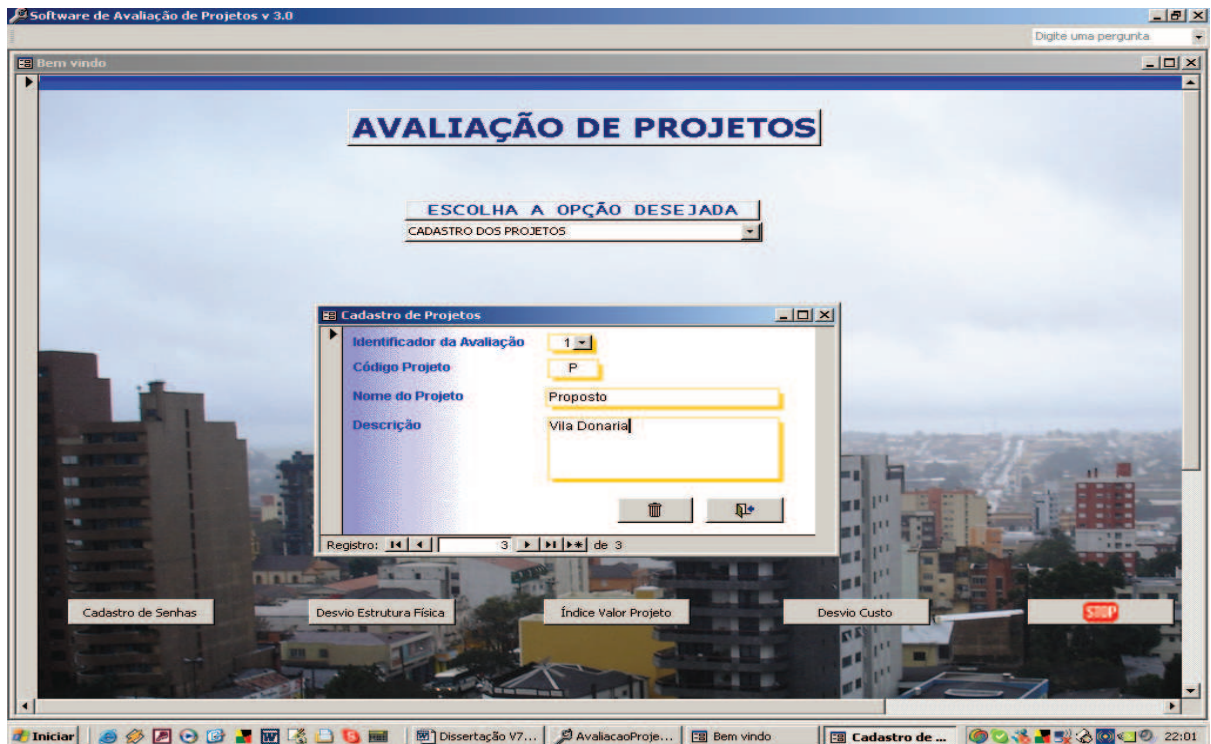 Software de Avaliação de Projetos v 3.0
Digite uma pergunta
Bem vindo
AVALIAÇÃO DE PROJETOS
ESCOLHA A OPÇÃO DESEJADA
CADASTRO DOS PROJETOS
Cadastro de Projetos
Identificador da Avaliação 1
Código Projeto P
Nome do Projeto Proposto
Descrição Vila Donaria
Registro: 3 de 3
Cadastro de Senhas Desvio Estrutura Física Índice Valor Projeto Desvio Custo STOP
Iniciar Dissertação V7... AvaliacaoProje... Bem vindo Cadastro de ... 22:01